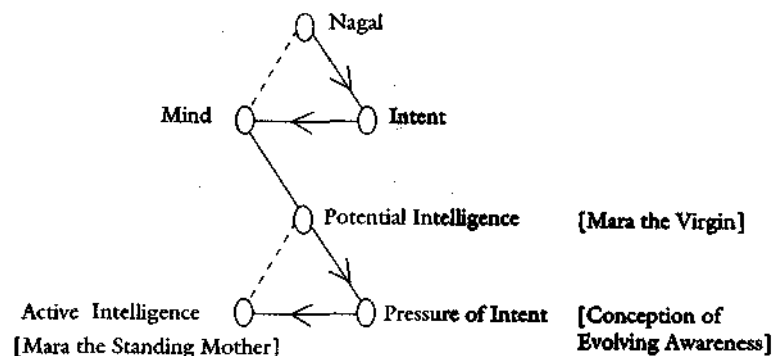 Nagal
Mind
Intent
Potential Intelligence [Mara the Virgin]
Active Intelligence Pressure of Intent [Conception of
[Mara the Standing Mother] Evolving Awareness]